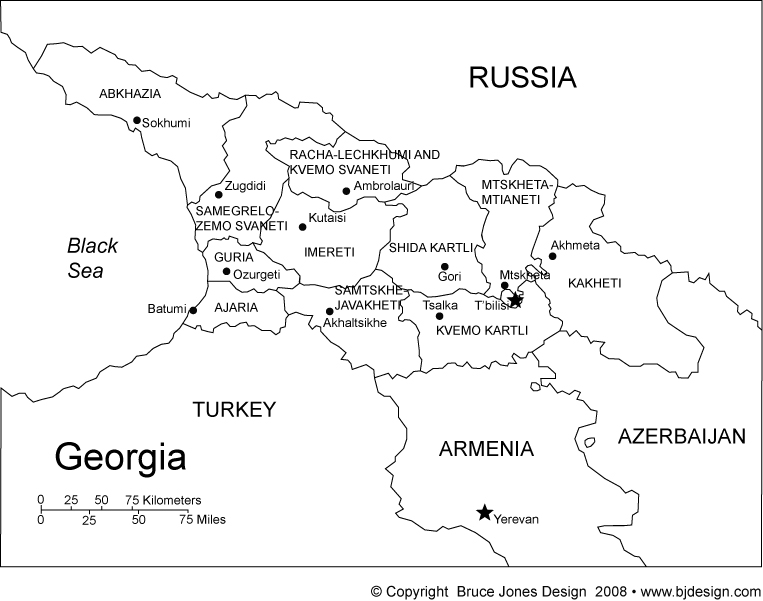 RUSSIA
ABKHAZIA
Sokhumi
RACHA-LECHKHUMI AND
KVEMO SVANETI
Ambrolauri
MTSKHETA-
MTIANETI
Zugdidi
SAMEGRELO-
ZEMO SVANETI
Kutaisi
IMERETI
Black
Sea
SHIDA KARTLI
Gori
Akhmeta
KAKHETI
GURIA
Ozurgeti
Mtskheta
T'bilisi
SAMTSKHE-
JAVAKHETI
Akhaltsikhe
Tsalka
KVEMO KARTLI
Batumi
AJARIA
TURKEY
ARMENIA
AZERBAIJAN
Georgia
0 25 50 75 Kilometers
0 25 50 75 Miles
Yerevan
© Copyright Bruce Jones Design 2008 • www.bjdesign.com